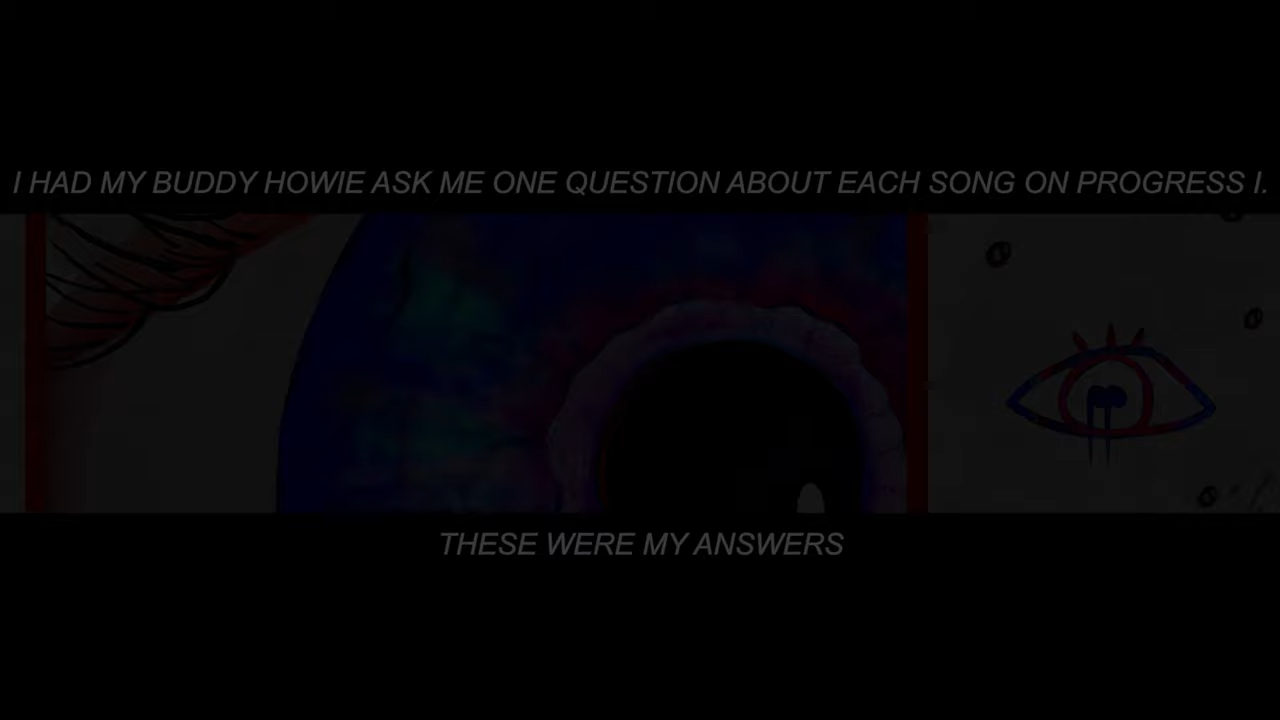 I HAD MY BUDDY HOWIE ASK ME ONE QUESTION ABOUT EACH SONG ON PROGRESS I.
THESE WERE MY ANSWERS